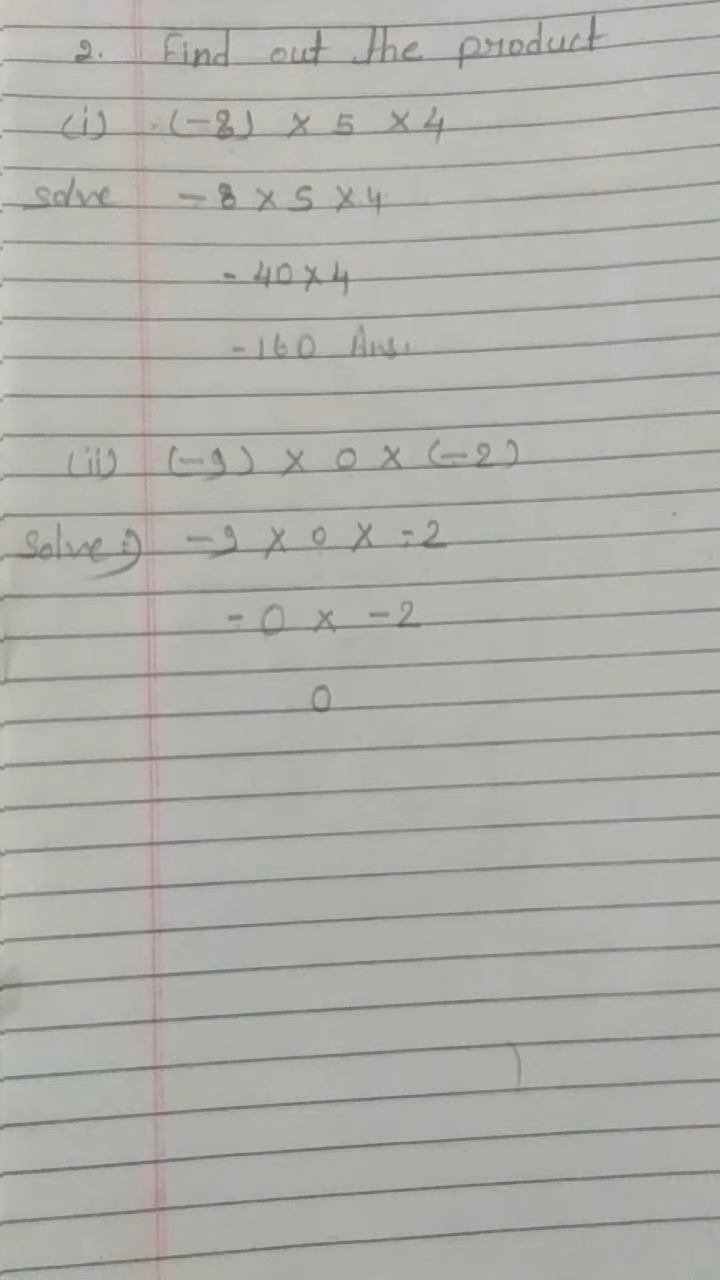 2. Find out the product
(i) (-8) × 5 × 4
solve -8 × 5 × 4
- 40 × 4
-160 Ans.
(iii) (-9) × 0 × (-2)
Solve:) -9 × 0 × -2
- 0 × -2
0